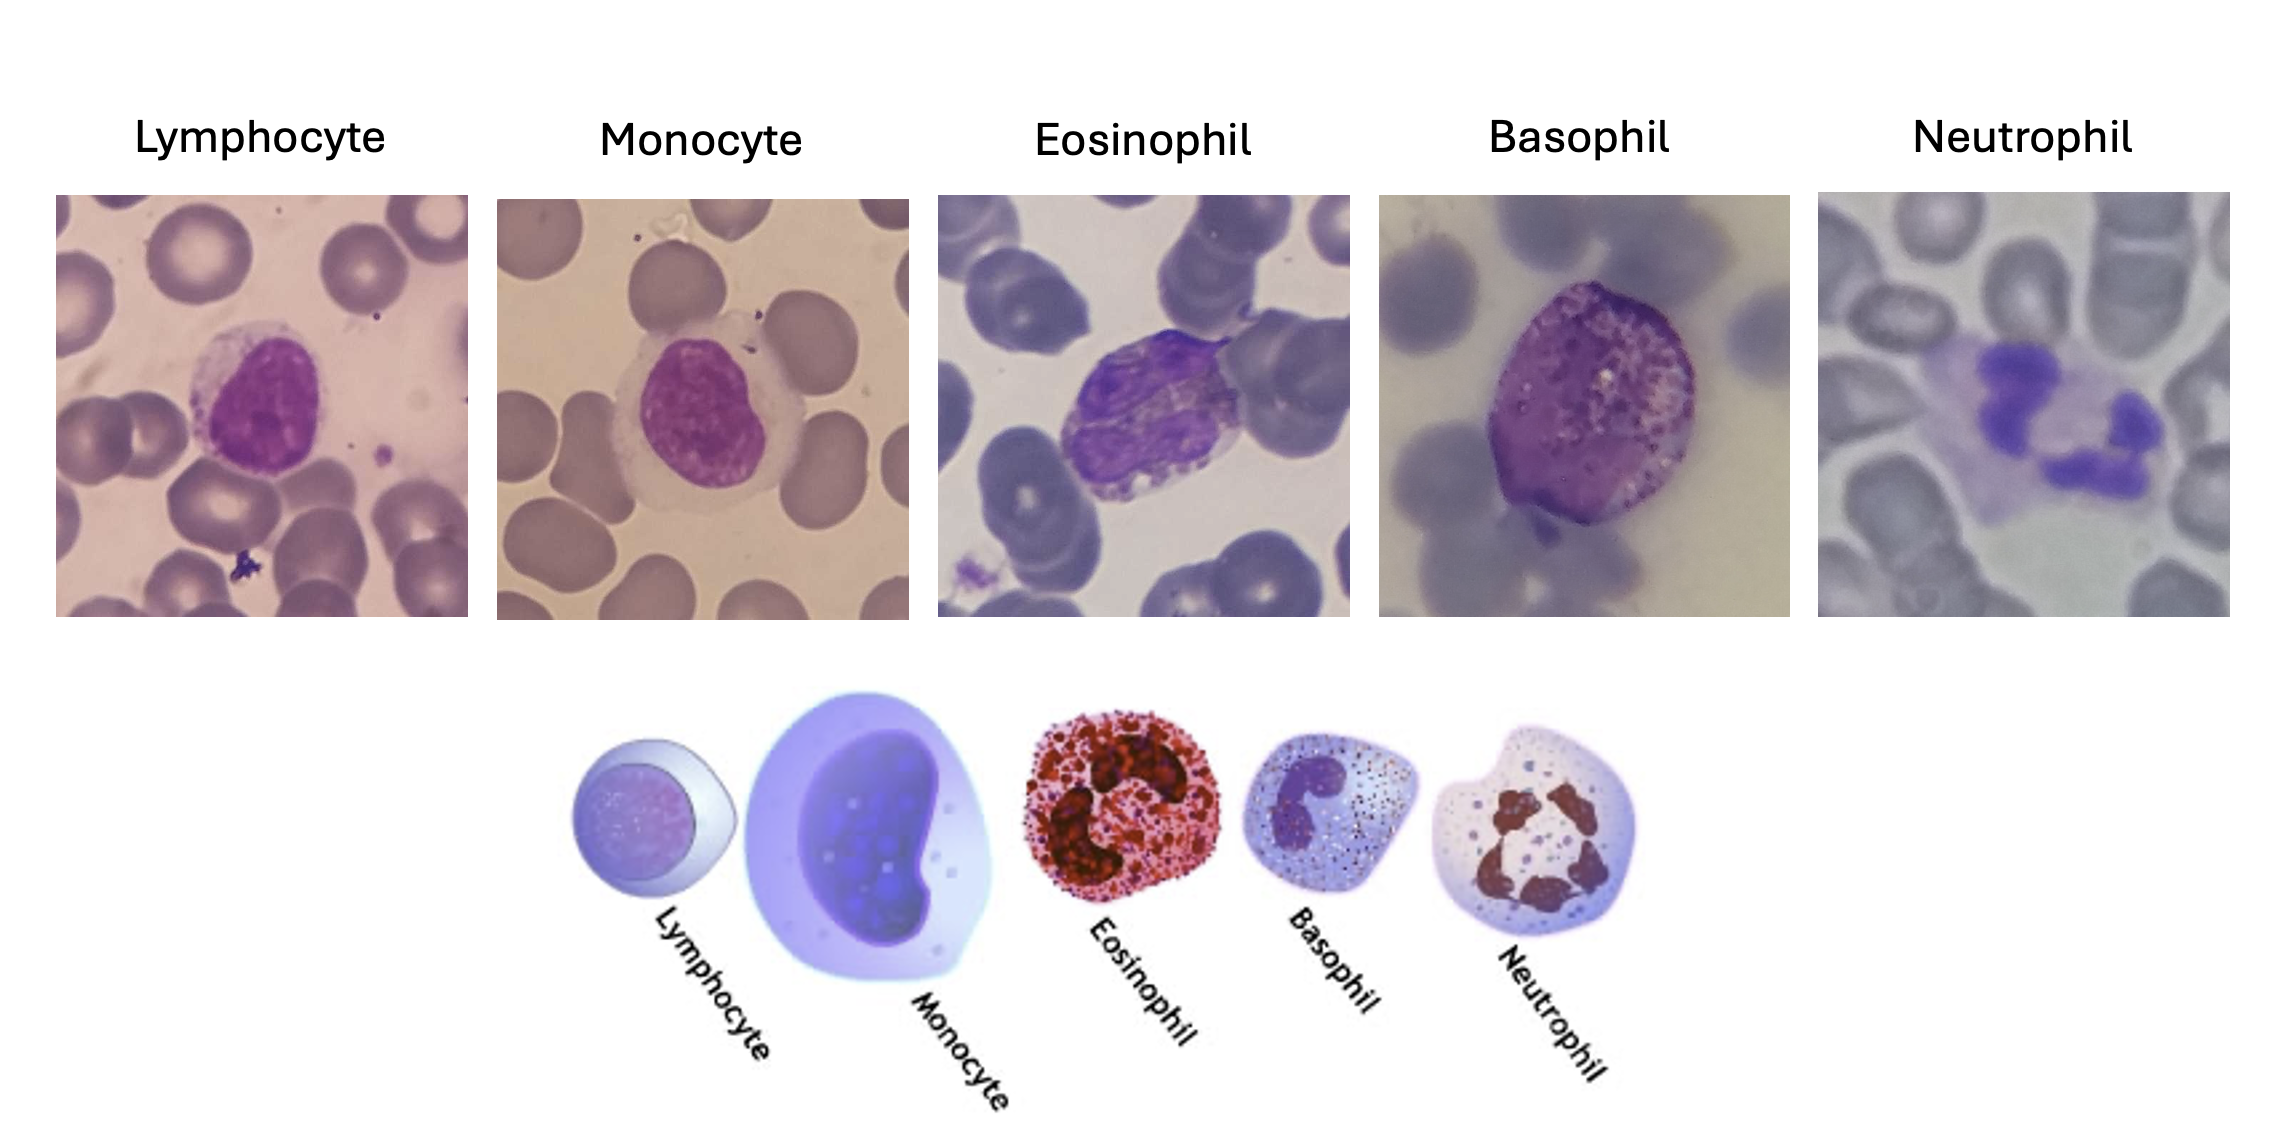 Lymphocyte
Monocyte
Eosinophil
Basophil
Neutrophil
Lymphocyte
Monocyte
Eosinophil
Basophil
Neutrophil